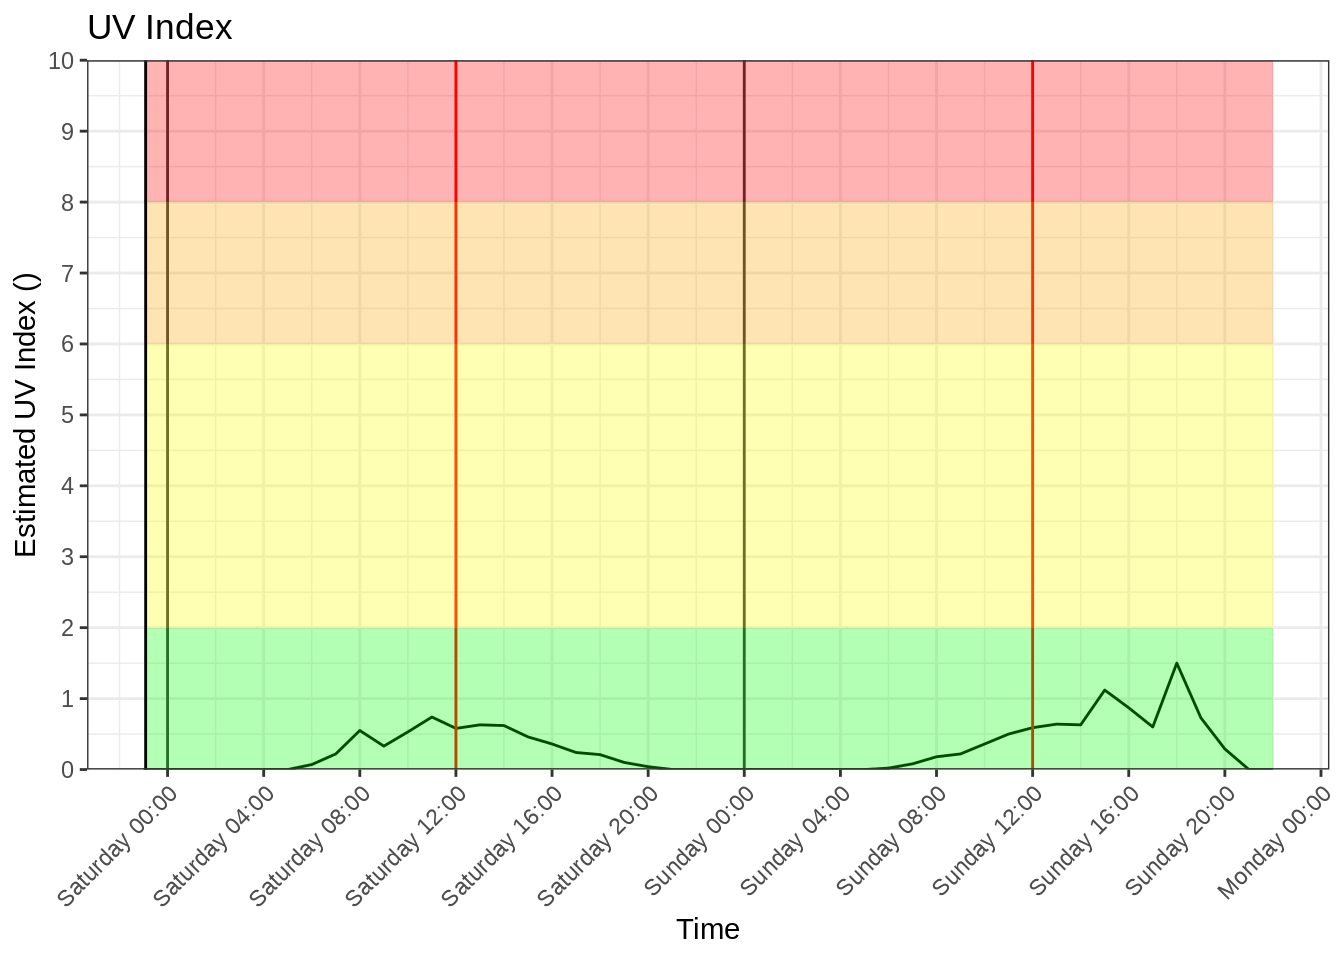 UV Index
Estimated UV Index ()
10
9
8
7
6
5
4
3
2
1
0
Saturday 00:00
Saturday 04:00
Saturday 08:00
Saturday 12:00
Saturday 16:00
Saturday 20:00
Sunday 00:00
Sunday 04:00
Sunday 08:00
Sunday 12:00
Sunday 16:00
Sunday 20:00
Monday 00:00
Time